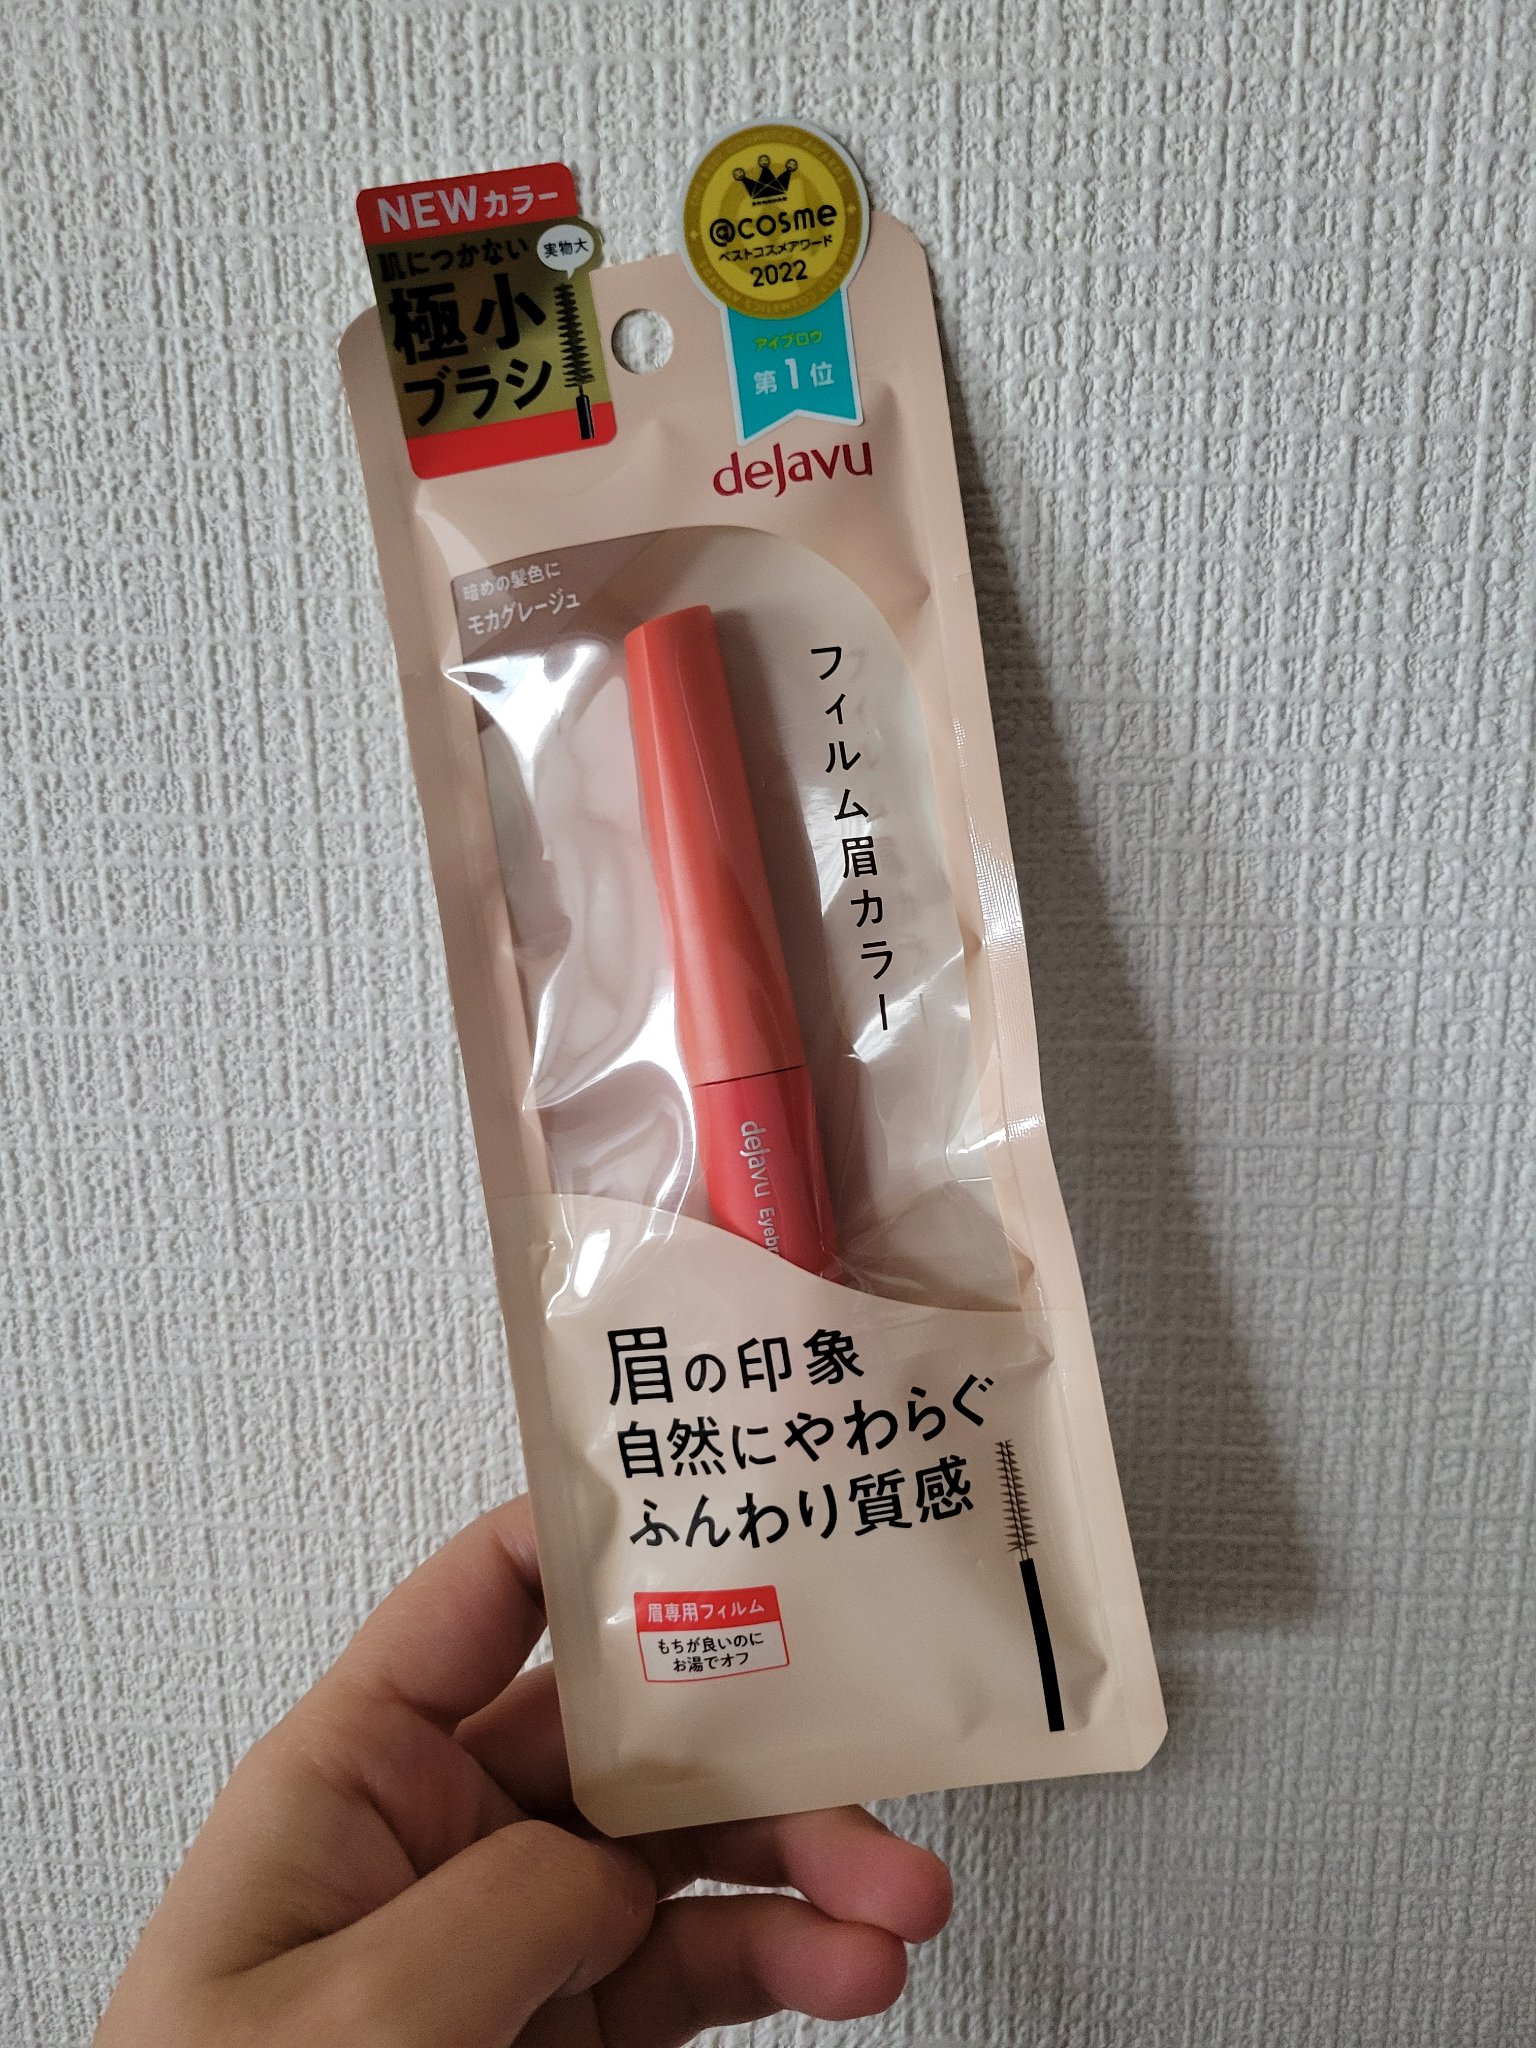 NEWカラー
肌につかない
実物大
極小
ブラシ
@cosme
ベストコスメアワード
2022
アイブロウ
第1位
dejavu
暗めの髪色に
モカグレージュ
フィルム眉カラー
dejavu
眉の印象
自然にやわらぐ
ふんわり質感
眉専用フィルム
もちが良いのに
お湯でオフ